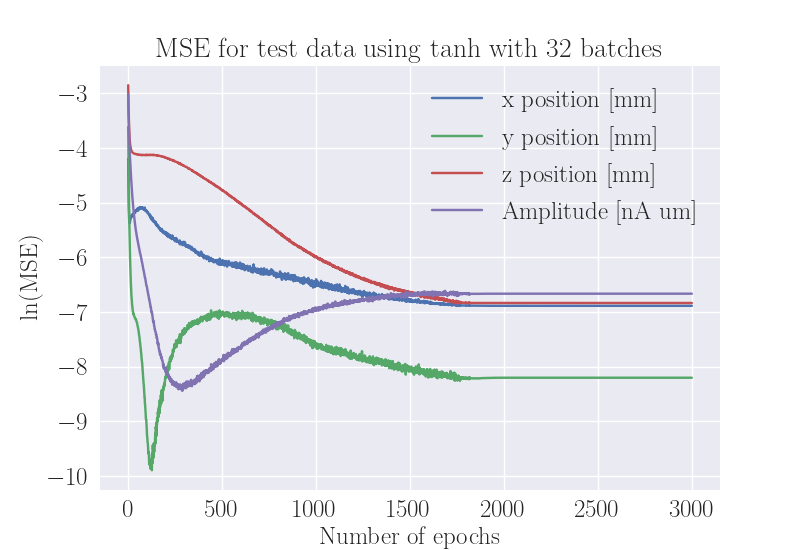 MSE for test data using tanh with 32 batches
x position [mm]
y position [mm]
z position [mm]
Amplitude [nA um]
ln(MSE)
−3
−4
−5
−6
−7
−8
−9
−10
0 500 1000 1500 2000 2500 3000
Number of epochs